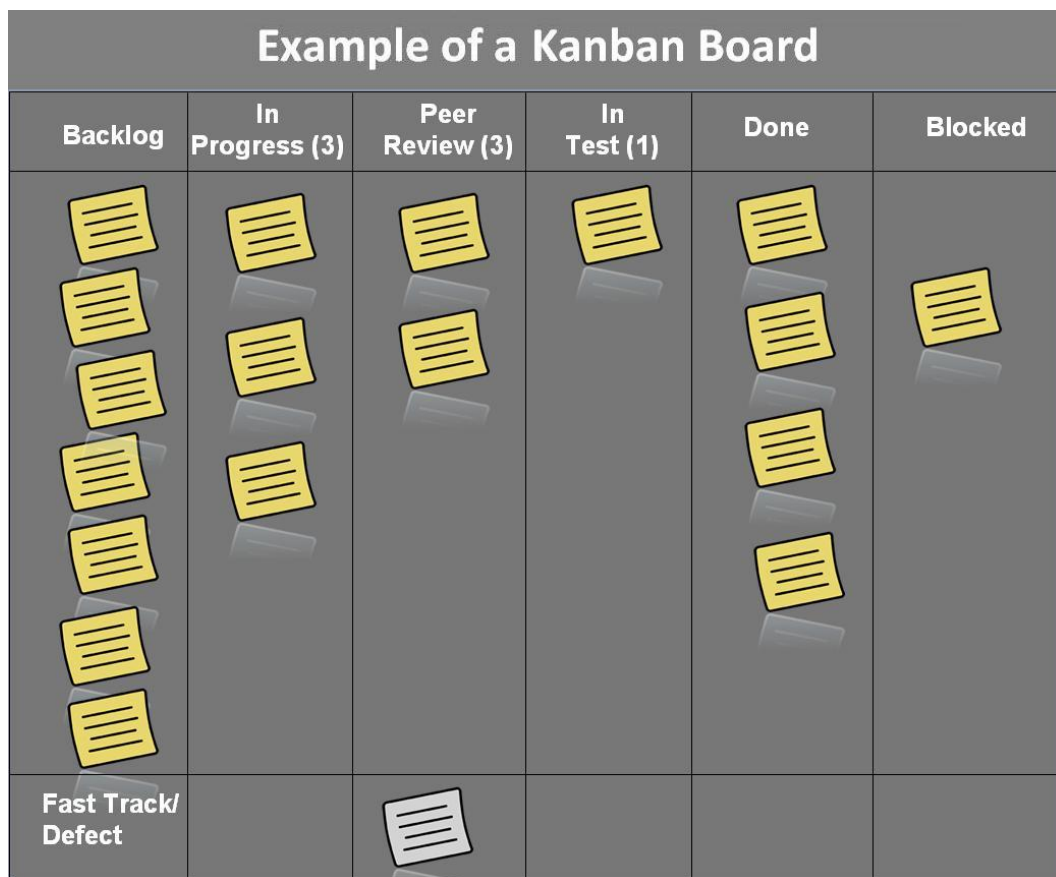 Example of a Kanban Board
Backlog
In
Progress (3)
Peer
Review (3)
In
Test (1)
Done
Blocked
Fast Track/
Defect